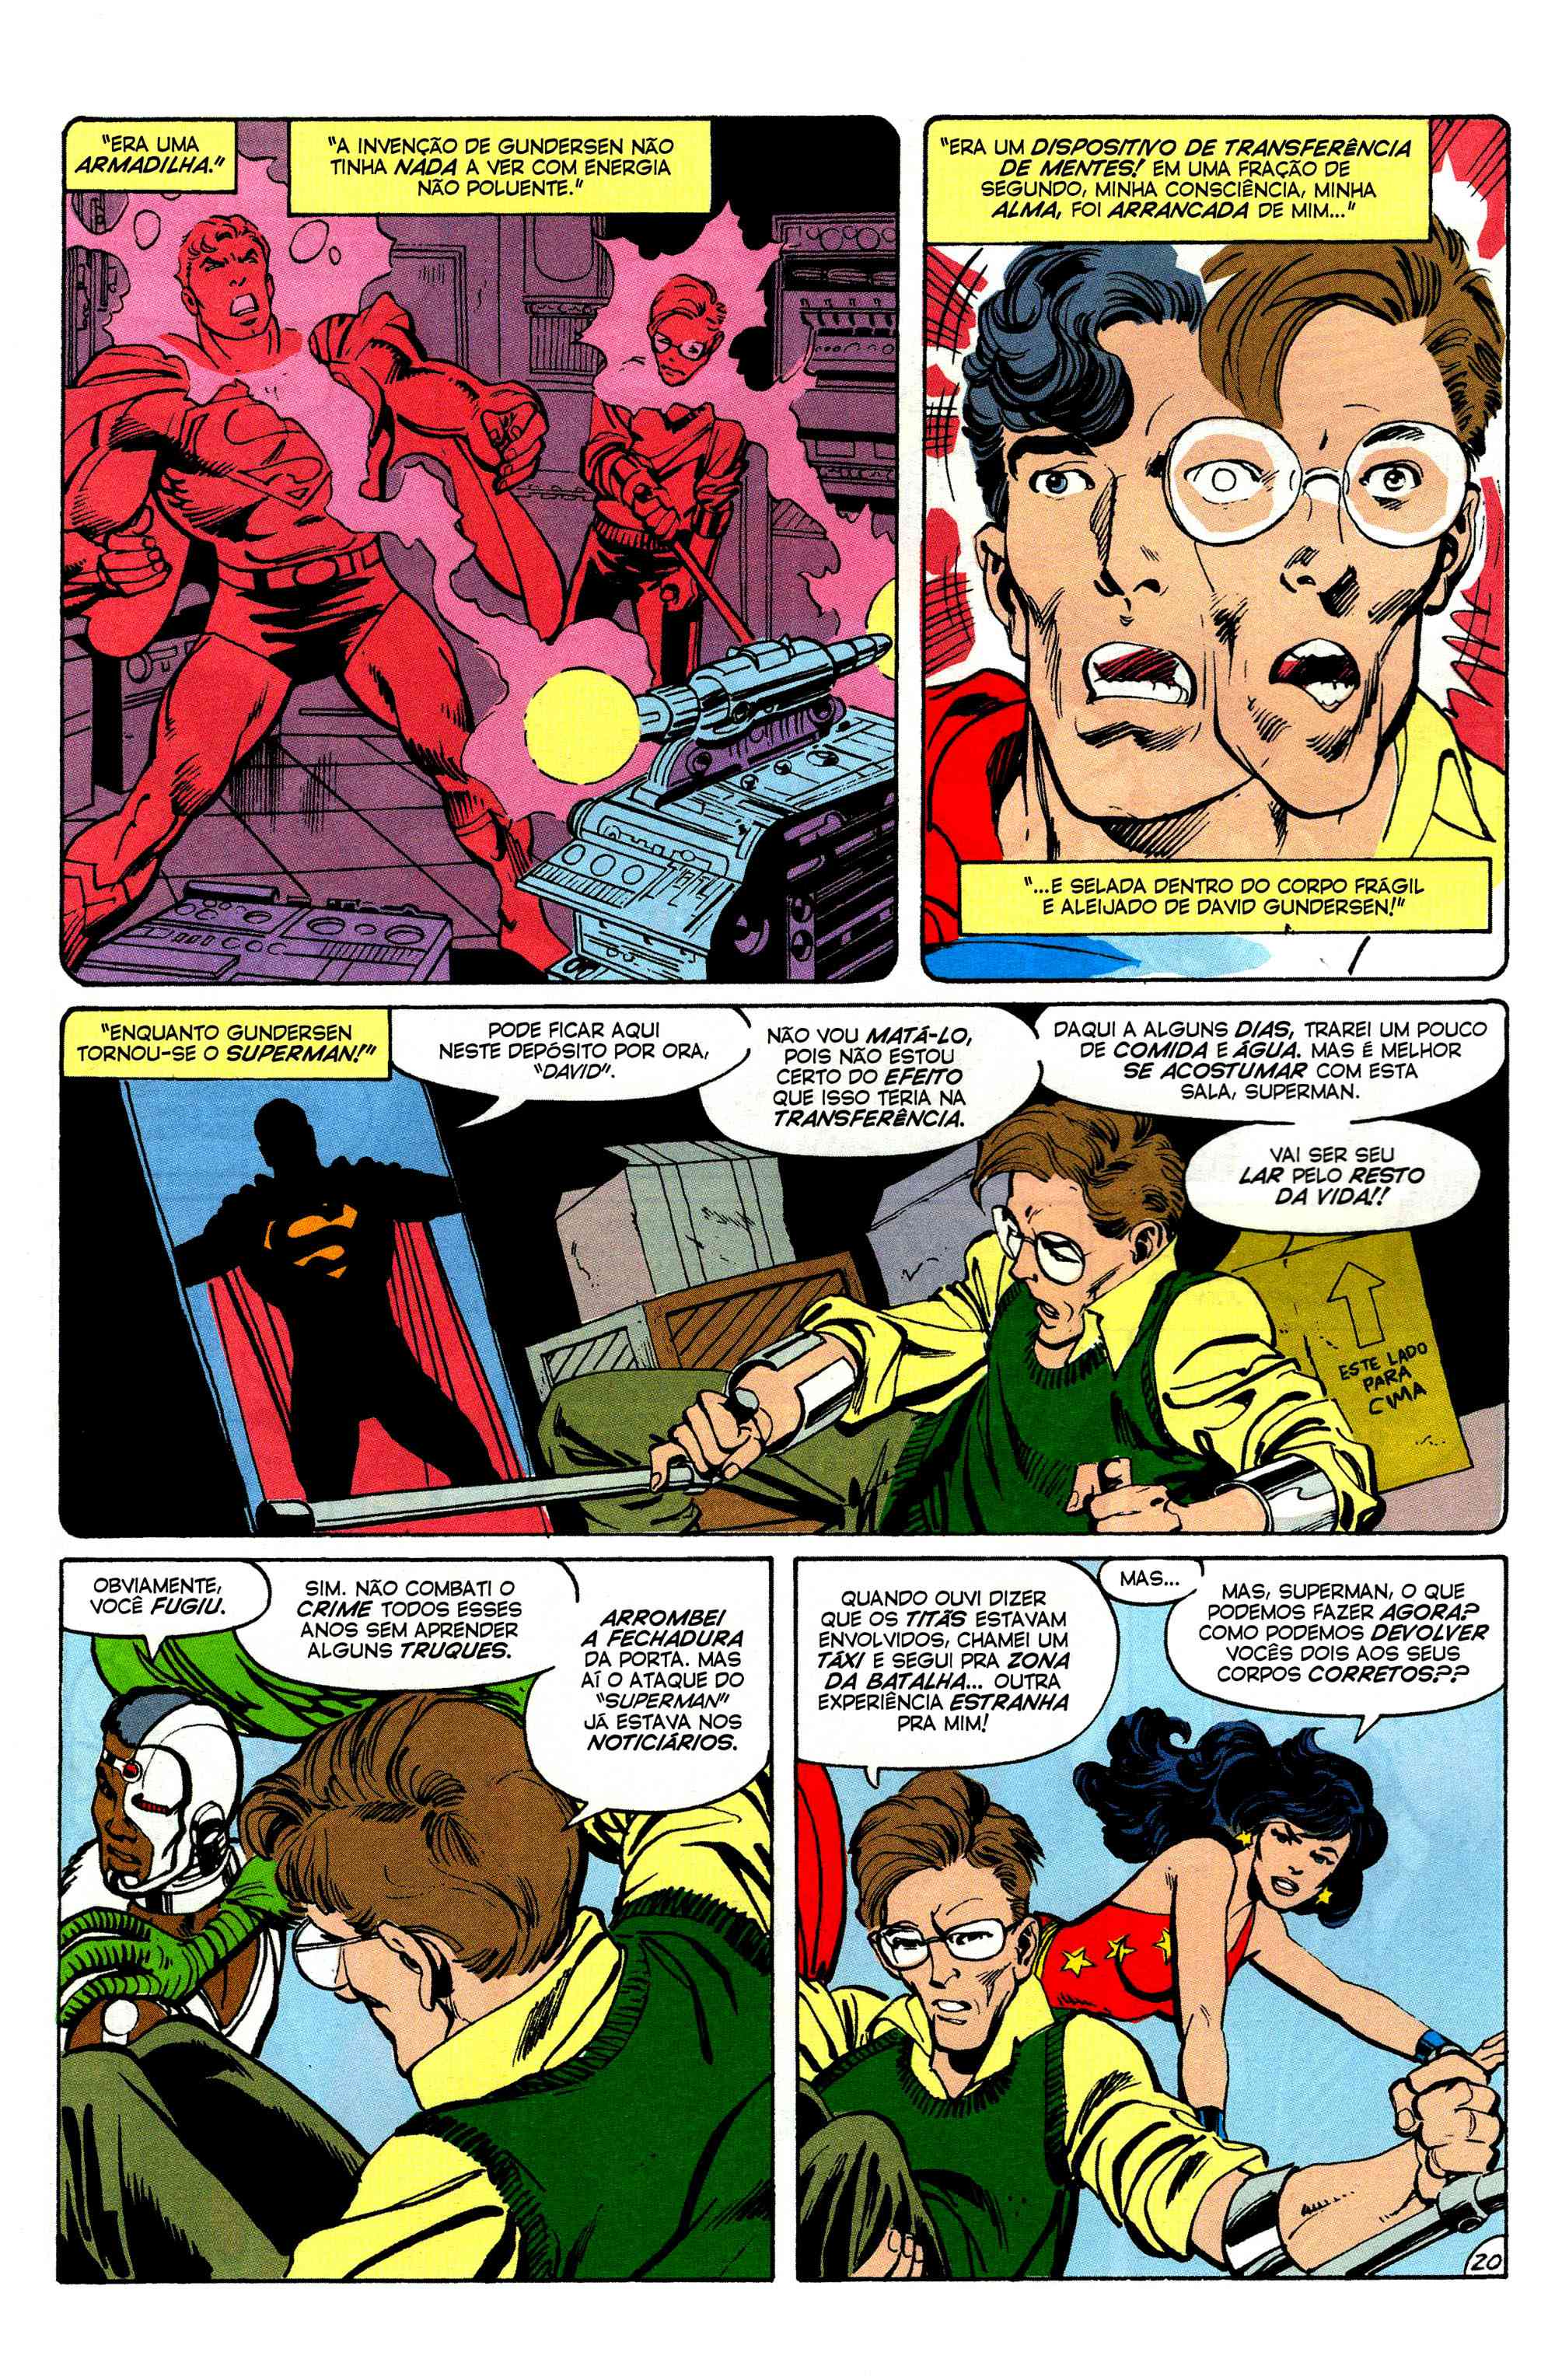 "ERA UMA
ARMADILHA."
"A INVENÇÃO DE GUNDERSEN NÃO
TINHA NADA A VER COM ENERGIA
NÃO POLUENTE."
"ERA UM DISPOSITIVO DE TRANSFERÊNCIA
DE MENTES! EM UMA FRAÇÃO DE
SEGUNDO, MINHA CONSCIÊNCIA, MINHA
ALMA, FOI ARRANCADA DE MIM..."
"...E SELADA DENTRO DO CORPO FRÁGIL
E ALEIJADO DE DAVID GUNDERSEN!"
"ENQUANTO GUNDERSEN
TORNOU-SE O SUPERMAN!"
PODE FICAR AQUI
NESTE DEPÓSITO POR ORA,
"DAVID".
NÃO VOU MATÁ-LO,
POIS NÃO ESTOU
CERTO DO EFEITO
QUE ISSO TERIA NA
TRANSFERÊNCIA.
DAQUI A ALGUNS DIAS, TRAREI UM POUCO
DE COMIDA E ÁGUA. MAS É MELHOR
SE ACOSTUMAR COM ESTA
SALA, SUPERMAN.
VAI SER SEU
LAR PELO RESTO
DA VIDA!!
ESTE LADO
PARA
CIMA
OBVIAMENTE,
VOCÊ FUGIU.
SIM. NÃO COMBATI O
CRIME TODOS ESSES
ANOS SEM APRENDER
ALGUNS TRUQUES.
ARROMBEI
A FECHADURA
DA PORTA. MAS
AÍ O ATAQUE DO
"SUPERMAN"
JÁ ESTAVA NOS
NOTICIÁRIOS.
QUANDO OUVI DIZER
QUE OS TITÃS ESTAVAM
ENVOLVIDOS, CHAMEI UM
TÁXI E SEGUI PRA ZONA
DA BATALHA... OUTRA
EXPERIÊNCIA ESTRANHA
PRA MIM!
MAS...
MAS, SUPERMAN, O QUE
PODEMOS FAZER AGORA?
COMO PODEMOS DEVOLVER
VOCÊS DOIS AOS SEUS
CORPOS CORRETOS??
20